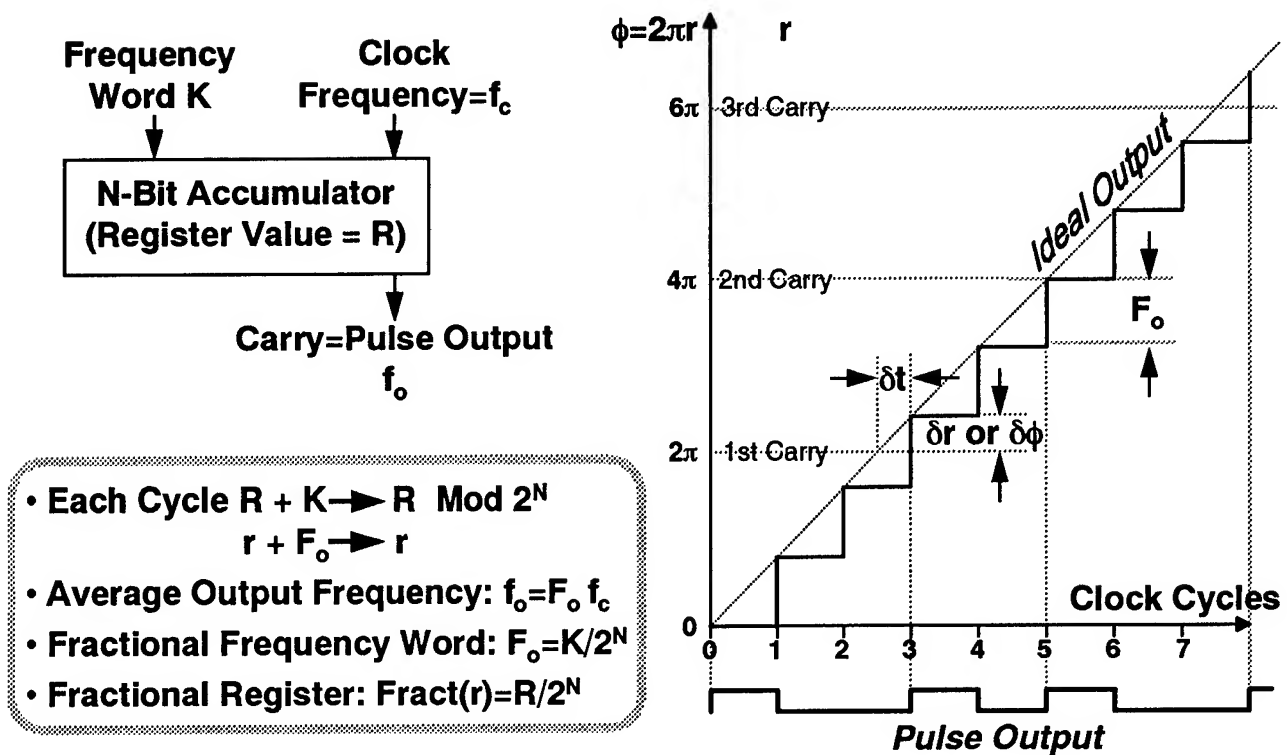 Frequency
Word K
Clock
Frequency=fc
N-Bit Accumulator
(Register Value = R)
Carry=Pulse Output
fo
• Each Cycle R + K → R Mod 2^N
r + Fo → r
• Average Output Frequency: fo=Fo fc
• Fractional Frequency Word: Fo=K/2^N
• Fractional Register: Fract(r)=R/2^N
ϕ=2πr
r
6π
3rd Carry
Ideal Output
4π
2nd Carry
Fo
δt
δr or δϕ
2π
1st Carry
Clock Cycles
0
0 1 2 3 4 5 6 7
Pulse Output